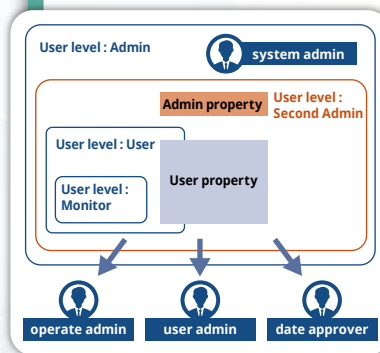 User level : Admin
system admin
Admin property
User level :
Second Admin
User level : User
User property
User level :
Monitor
operate admin
user admin
date approver